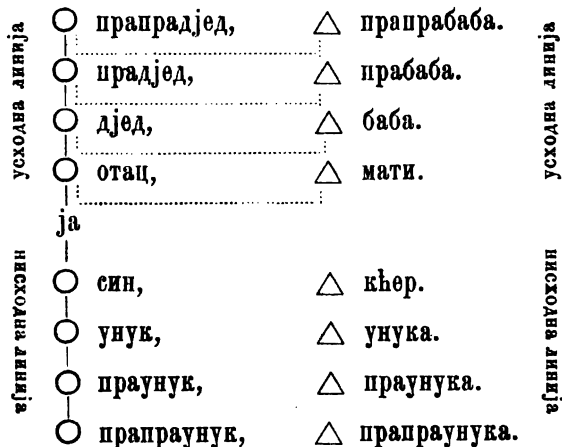 усходна линија
прапрадјед, прапрабаба.
прадјед, прабаба.
дјед, баба.
отац, мати.
ја
усходна линија
нисходна линија
син, кћер.
унук, унука.
праунук, праунука.
прапраунук, прапраунука.
нисходна линија